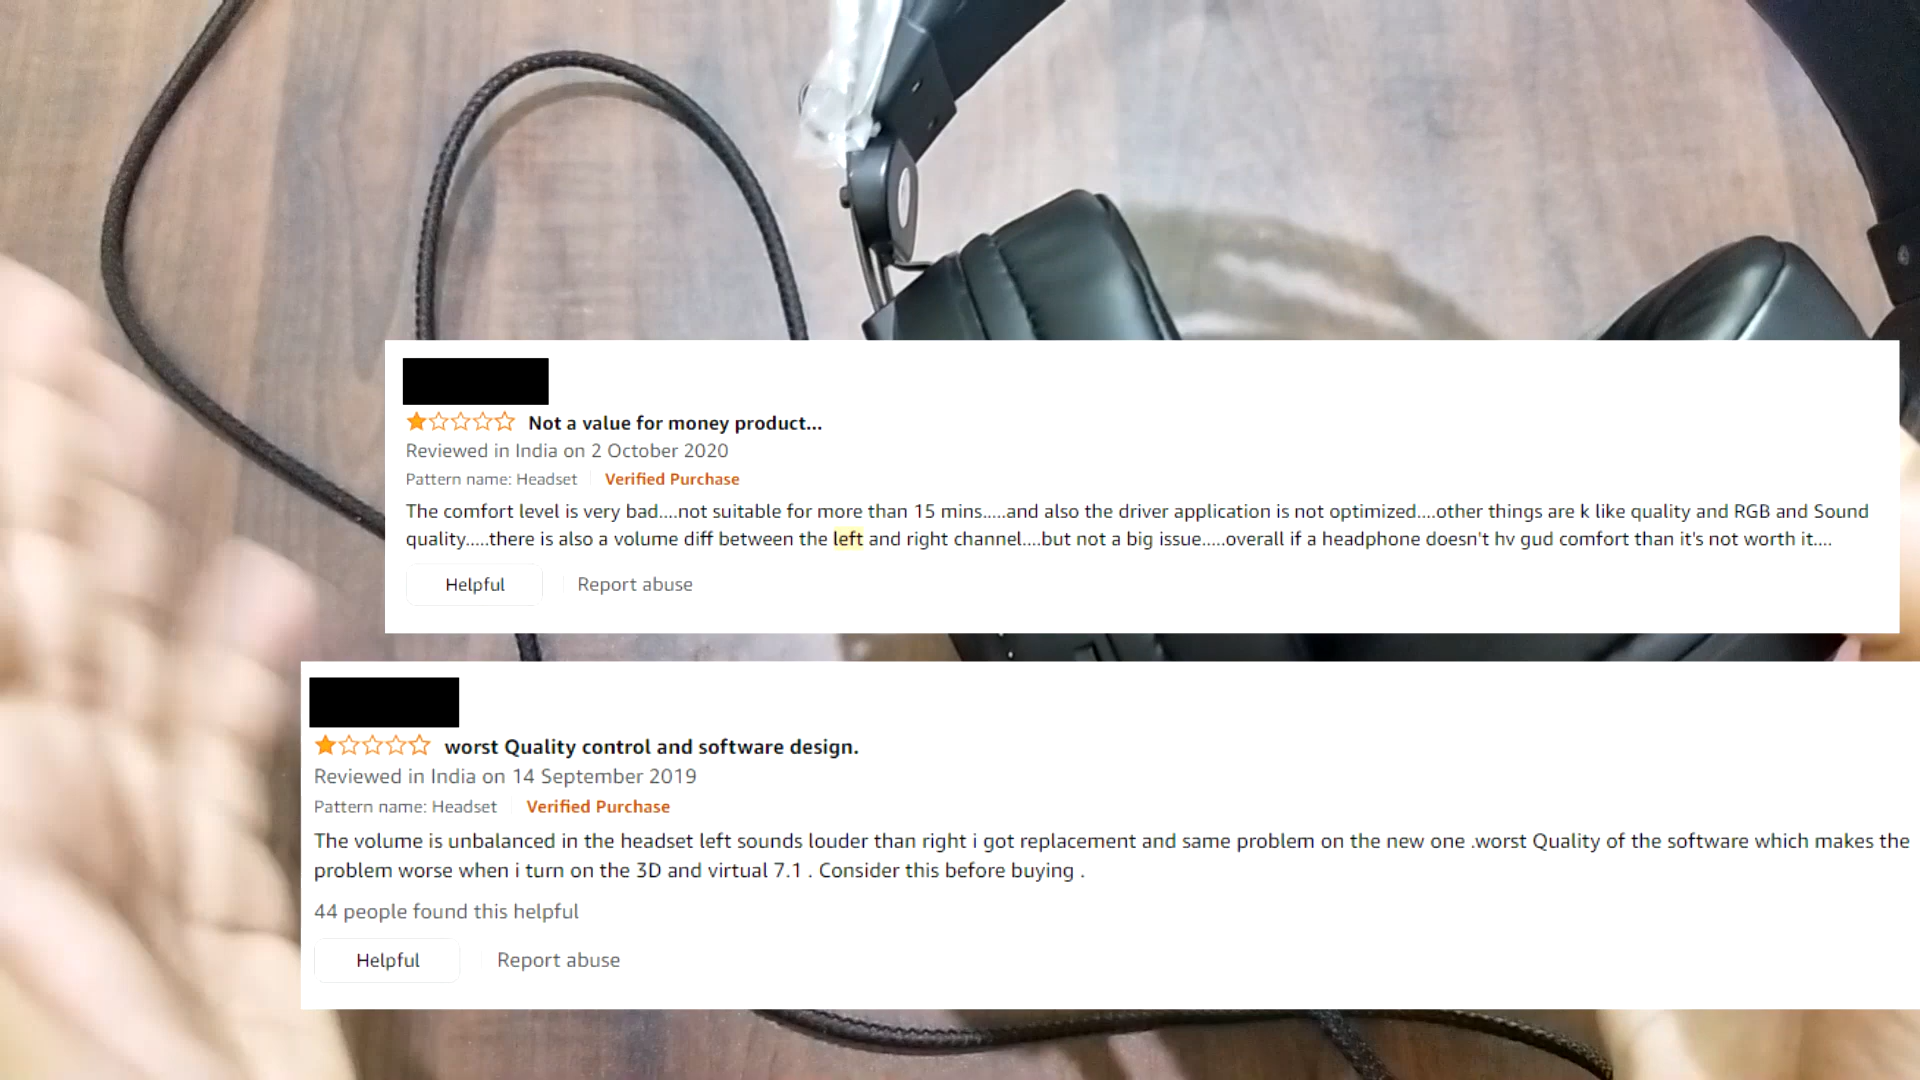 Not a value for money product...
Reviewed in India on 2 October 2020
Pattern name: Headset Verified Purchase
The comfort level is very bad....not suitable for more than 15 mins.....and also the driver application is not optimized....other things are k like quality and RGB and Sound
quality.....there is also a volume diff between the left and right channel....but not a big issue.....overall if a headphone doesn't hv gud comfort than it's not worth it....
Helpful Report abuse
worst Quality control and software design.
Reviewed in India on 14 September 2019
Pattern name: Headset Verified Purchase
The volume is unbalanced in the headset left sounds louder than right i got replacement and same problem on the new one .worst Quality of the software which makes the
problem worse when i turn on the 3D and virtual 7.1 . Consider this before buying .
44 people found this helpful
Helpful Report abuse